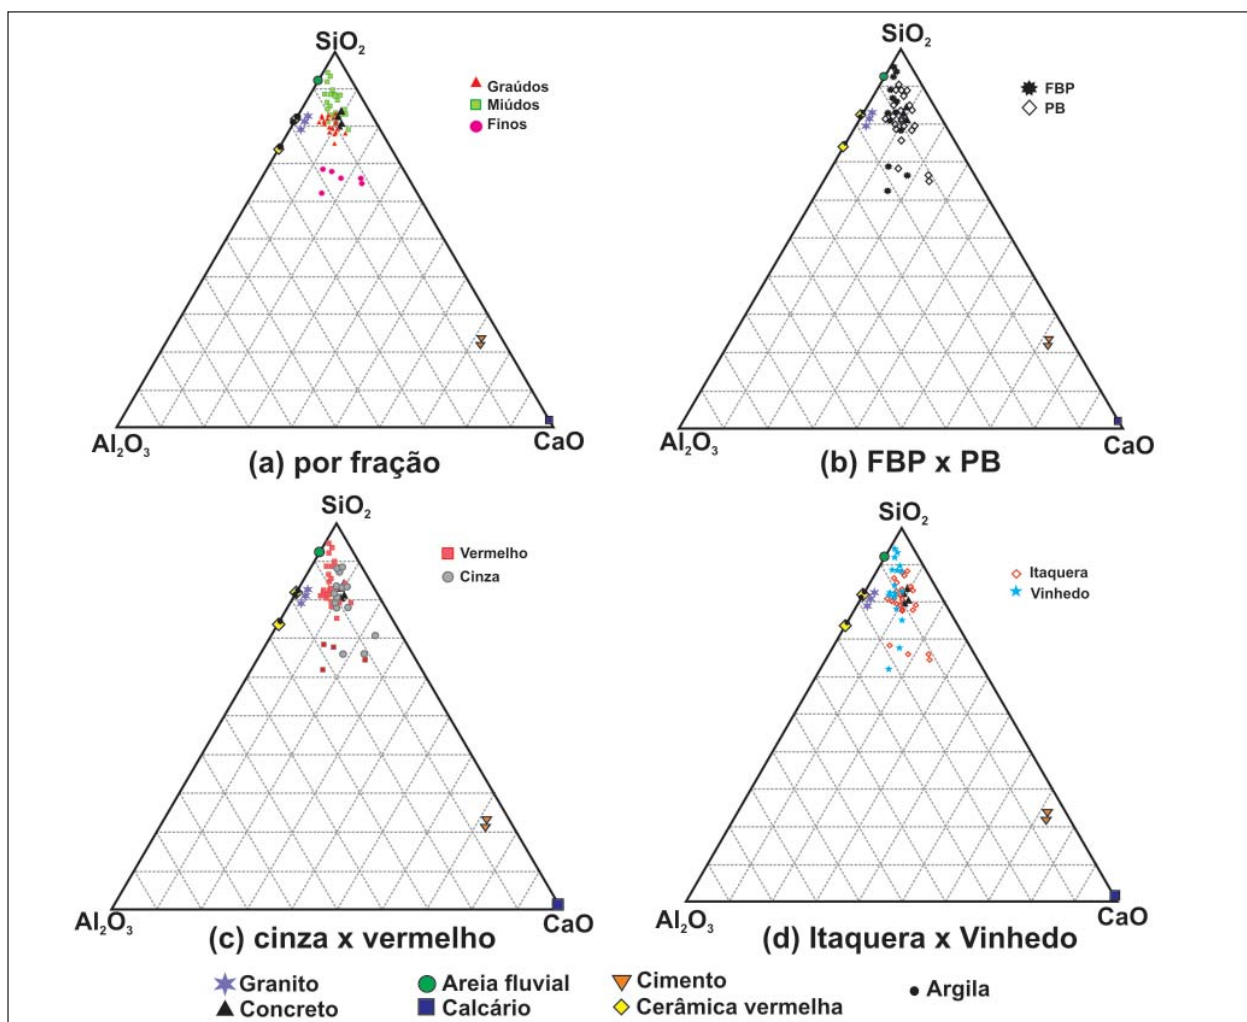 SiO₂
Graúdos
Miúdos
Finos
Al₂O₃
CaO
(a) por fração
SiO₂
FBP
PB
Al₂O₃
CaO
(b) FBP x PB
SiO₂
Vermelho
Cinza
Al₂O₃
CaO
(c) cinza x vermelho
SiO₂
Itaquera
Vinhedo
Al₂O₃
CaO
(d) Itaquera x Vinhedo
Granito Areia fluvial Cimento Argila
Concreto Calcário Cerâmica vermelha